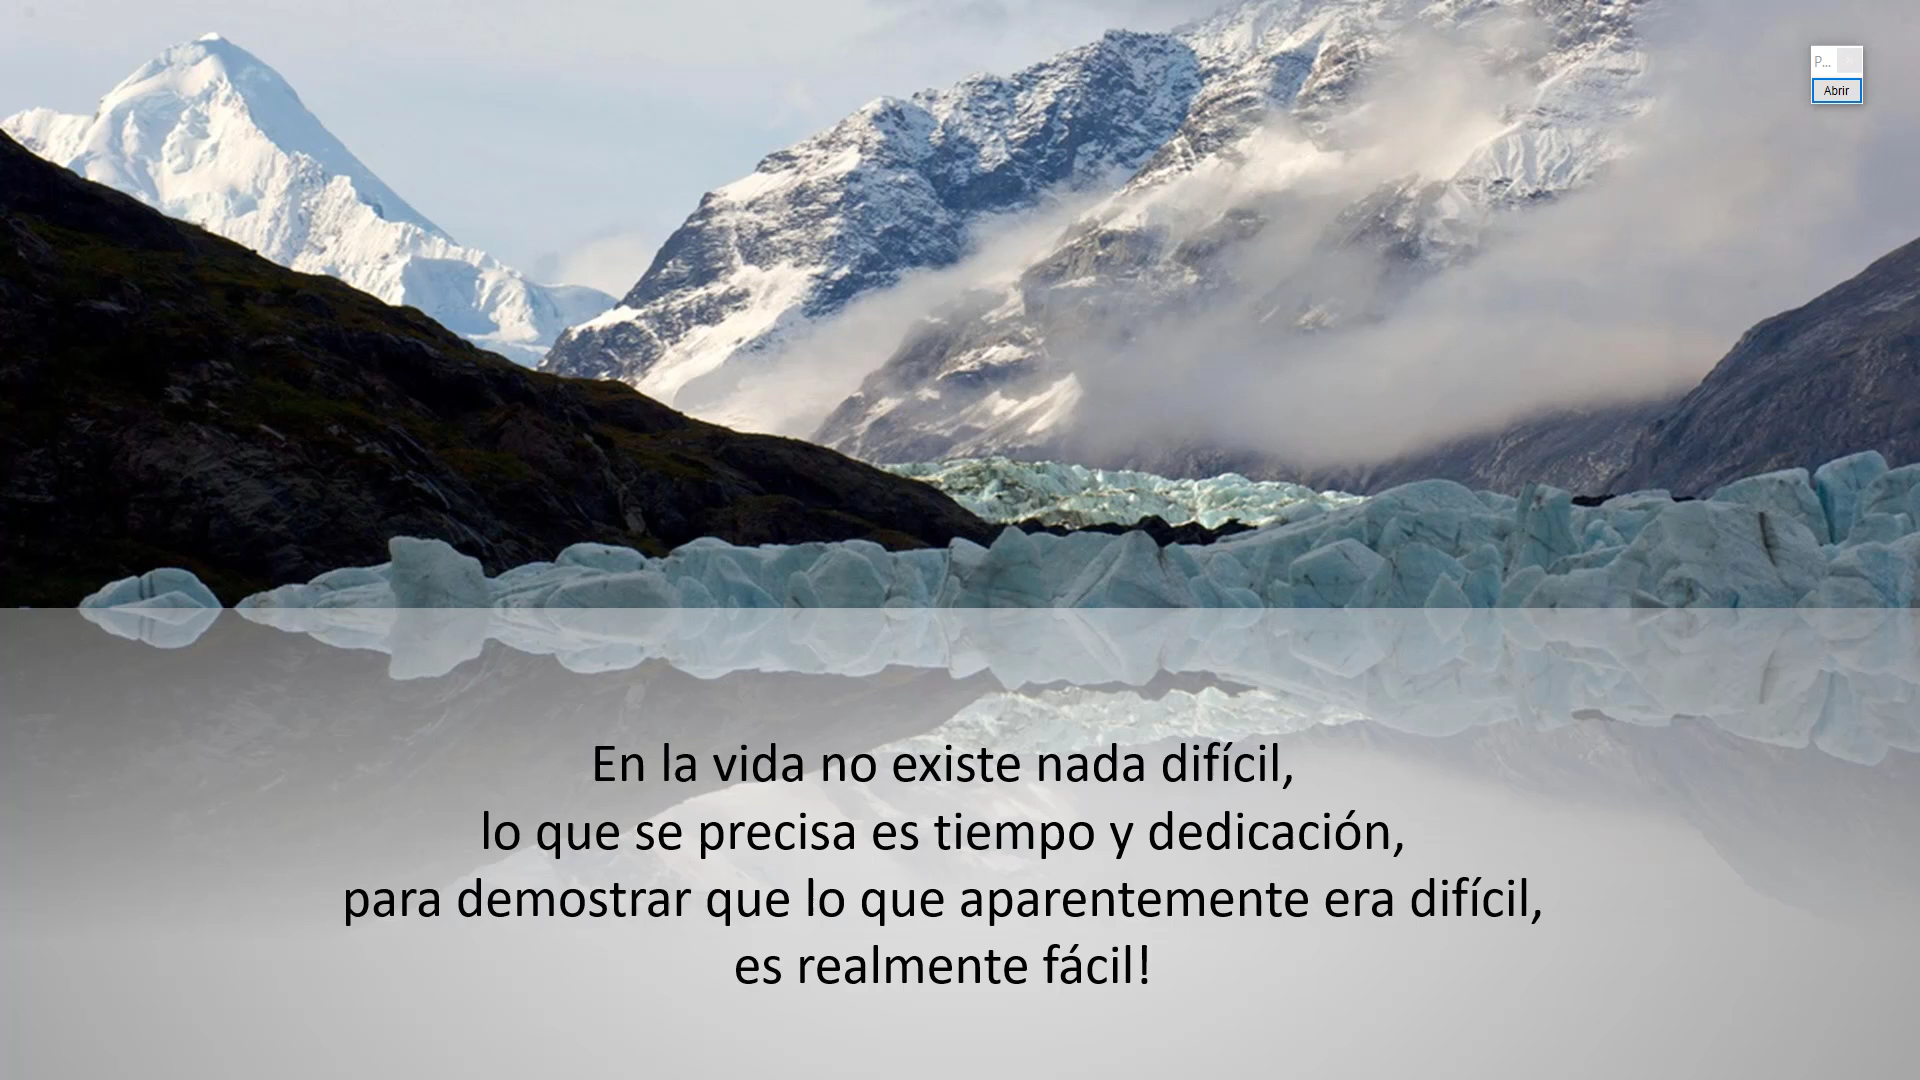 P...
Abrir
En la vida no existe nada difícil,
lo que se precisa es tiempo y dedicación,
para demostrar que lo que aparentemente era difícil,
es realmente fácil!